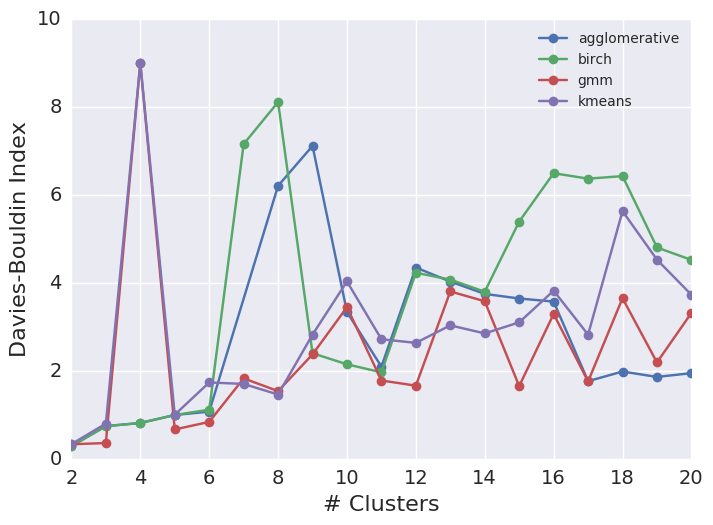 10
8
6
4
2
0
Davies-Bouldin Index
agglomerative
birch
gmm
kmeans
2 4 6 8 10 12 14 16 18 20
# Clusters